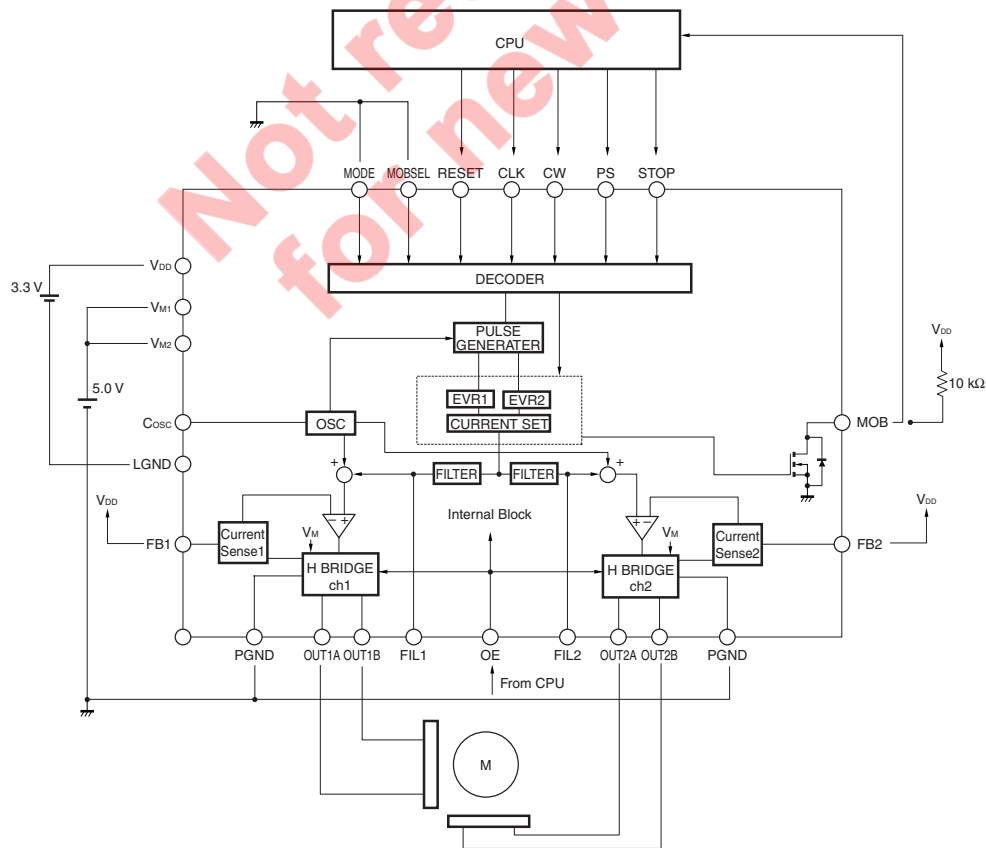 Not re
for new
CPU
MODE MOBSEL RESET CLK CW PS STOP
VDD
3.3 V
DECODER
VM1
VM2
PULSE
GENERATER
VDD
5.0 V
10 kΩ
EVR1 EVR2
COSC
OSC
CURRENT SET
MOB
LGND
+
FILTER FILTER
+
VDD
Internal Block
VDD
FB1
Current
Sense1
VM
− +
+ −
VM
Current
Sense2
FB2
H BRIDGE
ch1
H BRIDGE
ch2
PGND OUT1A OUT1B FIL1 OE FIL2 OUT2A OUT2B PGND
From CPU
M